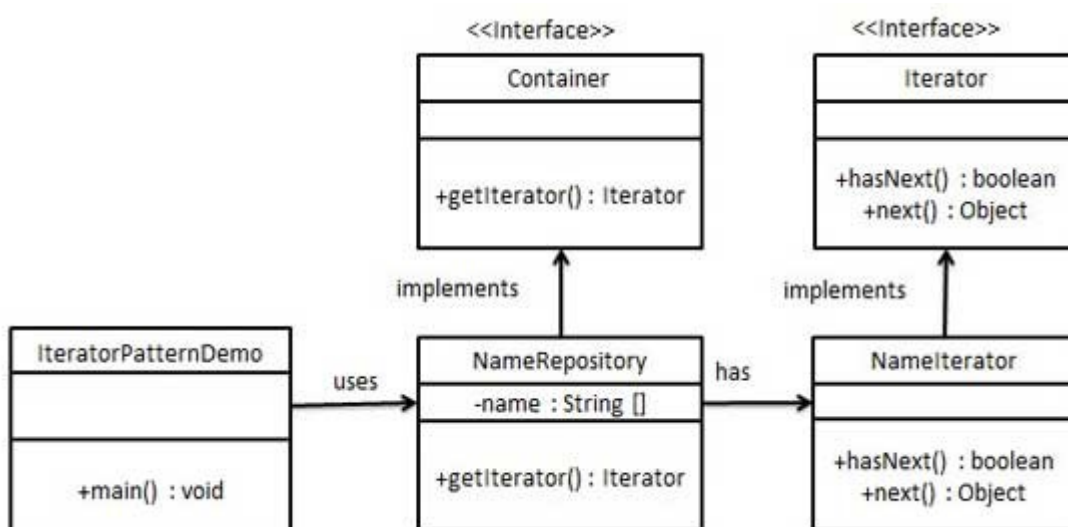 <<Interface>>
Container
+getIterator() : Iterator
<<Interface>>
Iterator
+hasNext() : boolean
+next() : Object
implements
implements
IteratorPatternDemo
+main() : void
uses
NameRepository
-name : String []
+getIterator() : Iterator
has
NameIterator
+hasNext() : boolean
+next() : Object